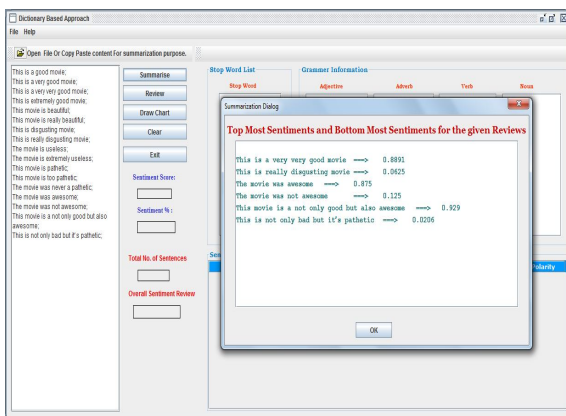 Dictionary Based Approach
File Help
Open File Or Copy Paste content For summarization purpose.
This is a good movie;
This is a very good movie;
This is a very very good movie;
This is extremely good movie;
This movie is beautiful;
This movie is really beautiful;
This is disgusting movie;
This is really disgusting movie;
The movie is useless;
The movie is extremely useless;
This movie is pathetic;
This movie is too pathetic;
The movie was never a pathetic;
The movie was awesome;
The movie was not awesome;
This movie is a not only good but also
awesome;
This is not only bad but it's pathetic;
Summarise
Review
Draw Chart
Clear
Exit
Sentiment Score:
Sentiment % :
Total No. of Sentences
Overall Sentiment Review
Stop Word List
Stop Word
Grammer Information
Adjective Adverb Verb Noun
Sen
Polarity
Summarization Dialog
Top Most Sentiments and Bottom Most Sentiments for the given Reviews
This is a very very good movie ===> 0.8891
This is really disgusting movie ===> 0.0625
The movie was awesome ===> 0.875
The movie was not awesome ===> 0.125
This movie is a not only good but also awesome ===> 0.929
This is not only bad but it's pathetic ===> 0.0206
OK